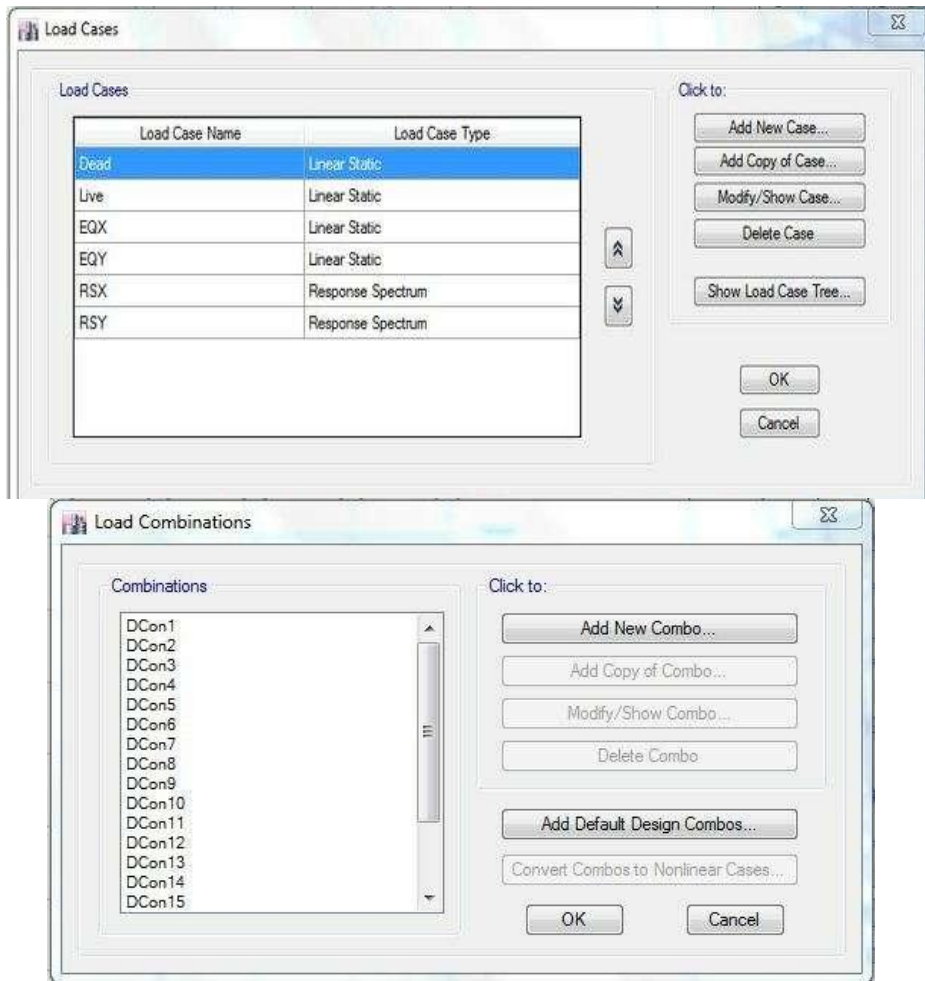 Load Cases
Load Cases
Click to:
Load Case Name Load Case Type
Dead Linear Static
Live Linear Static
EQX Linear Static
EQY Linear Static
RSX Response Spectrum
RSY Response Spectrum
Add New Case...
Add Copy of Case...
Modify/Show Case...
Delete Case
Show Load Case Tree...
OK
Cancel
Load Combinations
Combinations
DCon1
DCon2
DCon3
DCon4
DCon5
DCon6
DCon7
DCon8
DCon9
DCon10
DCon11
DCon12
DCon13
DCon14
DCon15
Click to:
Add New Combo...
Add Copy of Combo...
Modify/Show Combo...
Delete Combo
Add Default Design Combos...
Convert Combos to Nonlinear Cases...
OK Cancel